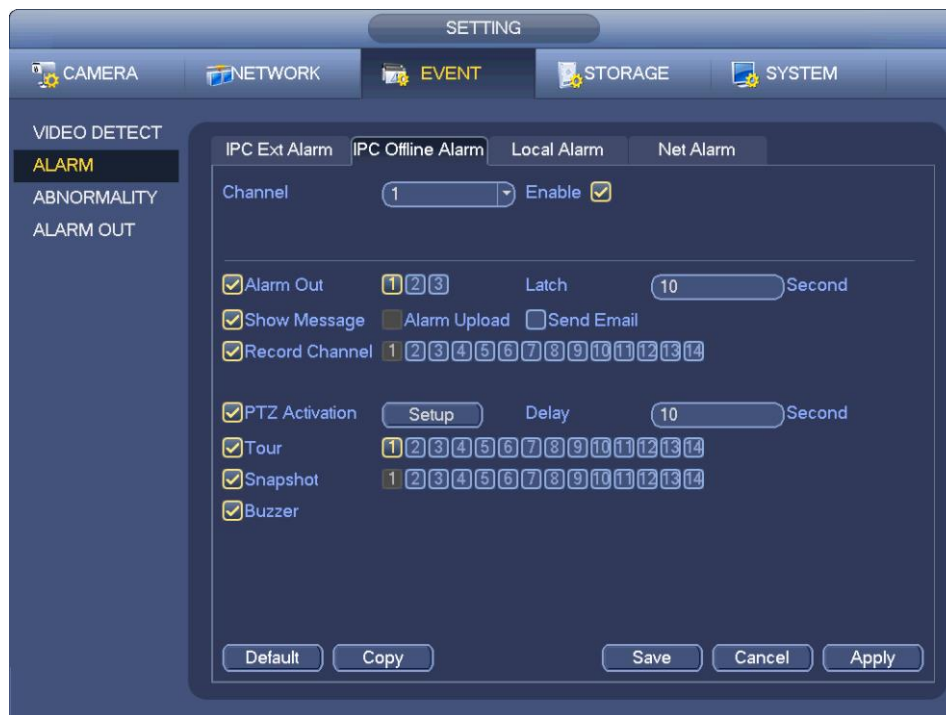 SETTING
CAMERA NETWORK EVENT STORAGE SYSTEM
VIDEO DETECT
ALARM
ABNORMALITY
ALARM OUT
IPC Ext Alarm IPC Offline Alarm Local Alarm Net Alarm
Channel 1 Enable
Alarm Out 1 2 3 Latch 10 Second
Show Message Alarm Upload Send Email
Record Channel 1 2 3 4 5 6 7 8 9 10 11 12 13 14
PTZ Activation Setup Delay 10 Second
Tour 1 2 3 4 5 6 7 8 9 10 11 12 13 14
Snapshot 1 2 3 4 5 6 7 8 9 10 11 12 13 14
Buzzer
Default Copy Save Cancel Apply